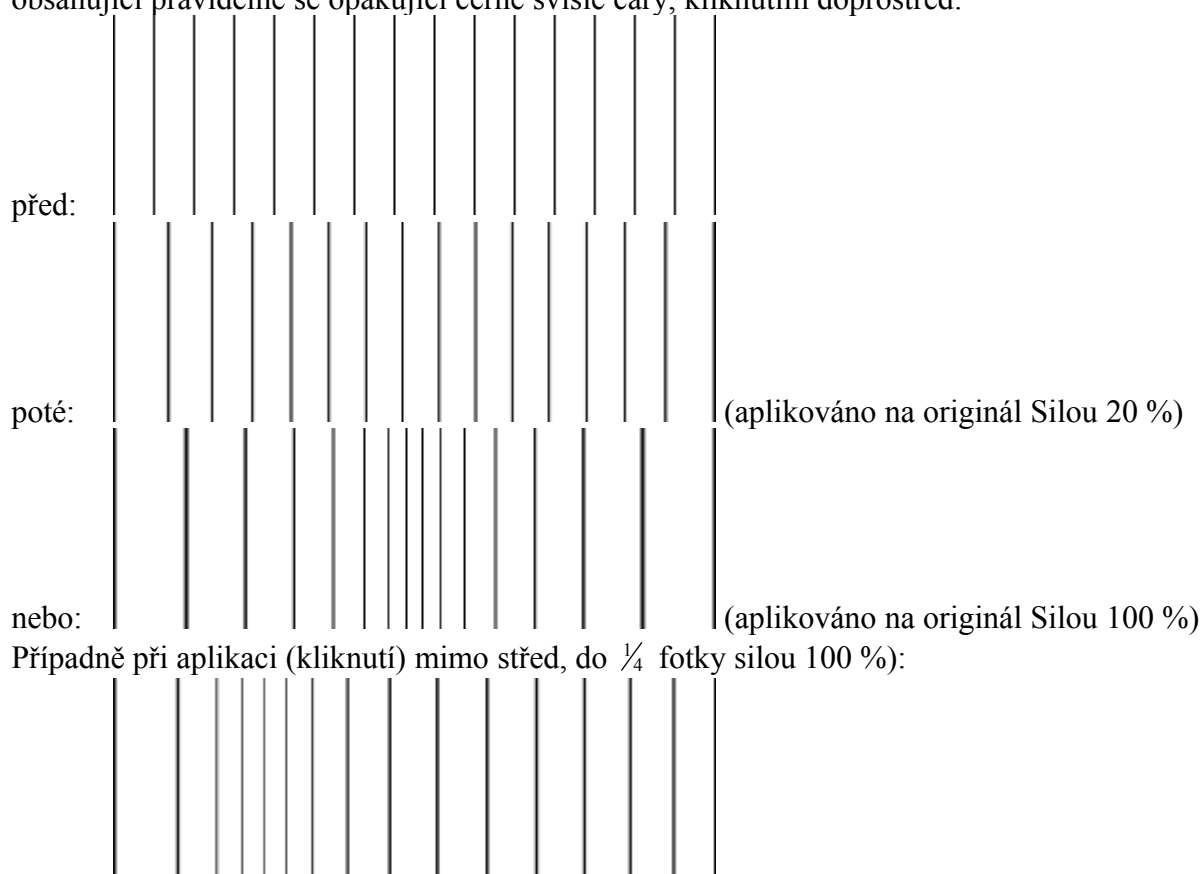 obsahující pravidelně se opakující černé svislé čáry, kliknutím doprostřed:
před:
poté: (aplikováno na originál Silou 20 %)
nebo: (aplikováno na originál Silou 100 %)
Případně při aplikaci (kliknutí) mimo střed, do ¼ fotky silou 100 %):